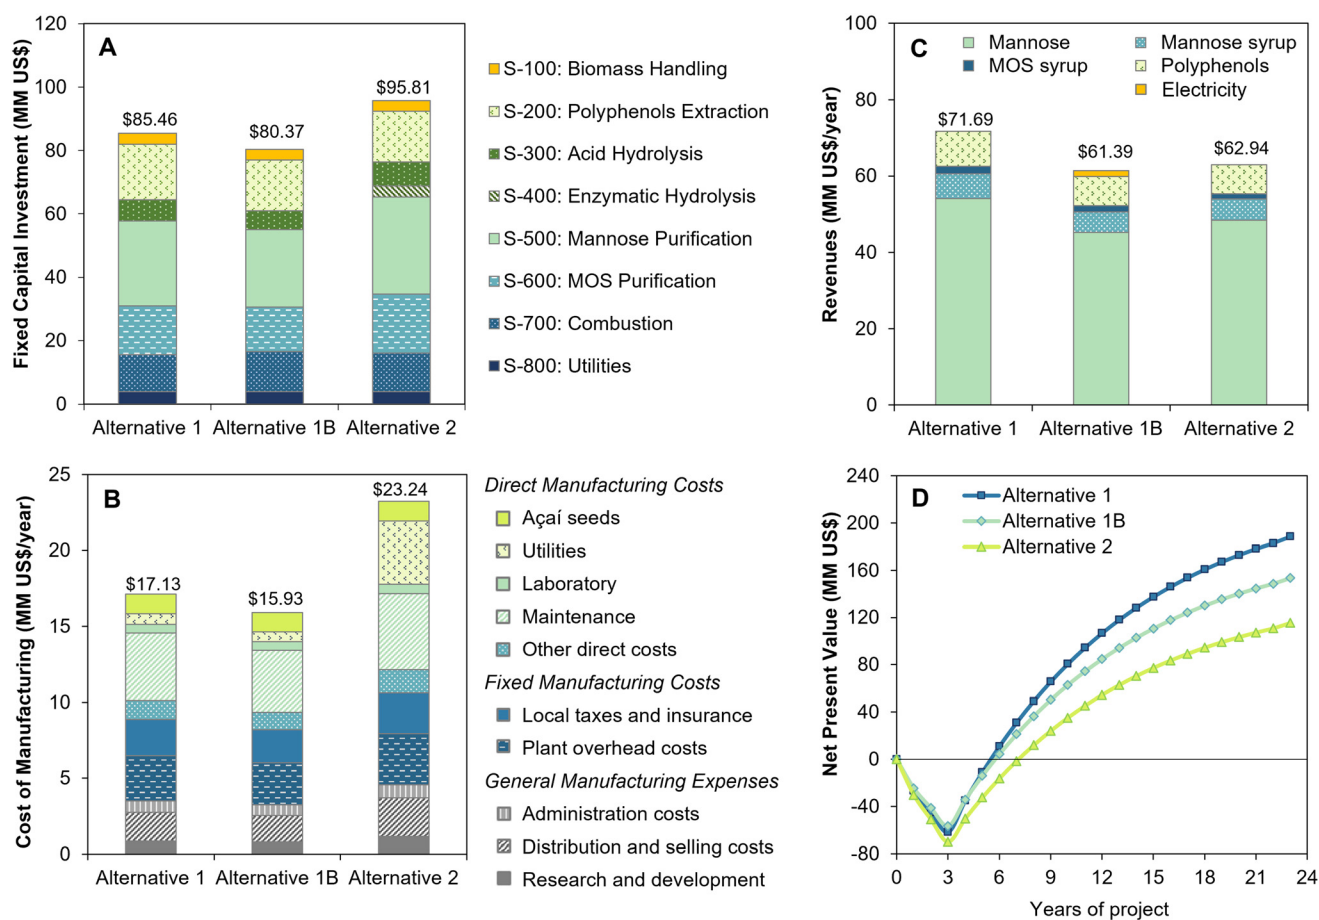 A
Fixed Capital Investment (MM US$)
120
100
80
60
40
20
0
$85.46
$80.37
$95.81
Alternative 1
Alternative 1B
Alternative 2
S-100: Biomass Handling
S-200: Polyphenols Extraction
S-300: Acid Hydrolysis
S-400: Enzymatic Hydrolysis
S-500: Mannose Purification
S-600: MOS Purification
S-700: Combustion
S-800: Utilities
C
Revenues (MM US$/year)
100
80
60
40
20
0
Mannose
Mannose syrup
MOS syrup
Polyphenols
Electricity
$71.69
$61.39
$62.94
Alternative 1
Alternative 1B
Alternative 2
B
Cost of Manufacturing (MM US$/year)
25
20
15
10
5
0
$17.13
$15.93
$23.24
Alternative 1
Alternative 1B
Alternative 2
Direct Manufacturing Costs
Açaí seeds
Utilities
Laboratory
Maintenance
Other direct costs
Fixed Manufacturing Costs
Local taxes and insurance
Plant overhead costs
General Manufacturing Expenses
Administration costs
Distribution and selling costs
Research and development
D
Net Present Value (MM US$)
240
200
160
120
80
40
0
-40
-80
Alternative 1
Alternative 1B
Alternative 2
0 3 6 9 12 15 18 21 24
Years of project